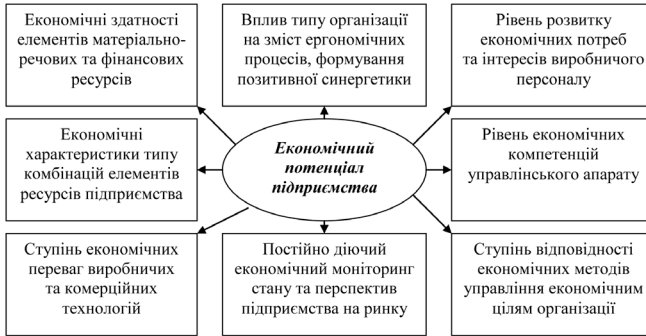 Економічні здатності
елементів матеріально-
речових та фінансових
ресурсів
Вплив типу організації
на зміст ергономічних
процесів, формування
позитивної синергетики
Рівень розвитку
економічних потреб
та інтересів виробничого
персоналу
Економічні
характеристики типу
комбінацій елементів
ресурсів підприємства
Економічний
потенціал
підприємства
Рівень економічних
компетенцій
управлінського апарату
Ступінь економічних
переваг виробничих
та комерційних
технологій
Постійно діючий
економічний моніторинг
стану та перспектив
підприємства на ринку
Ступінь відповідності
економічних методів
управління економічним
цілям організації